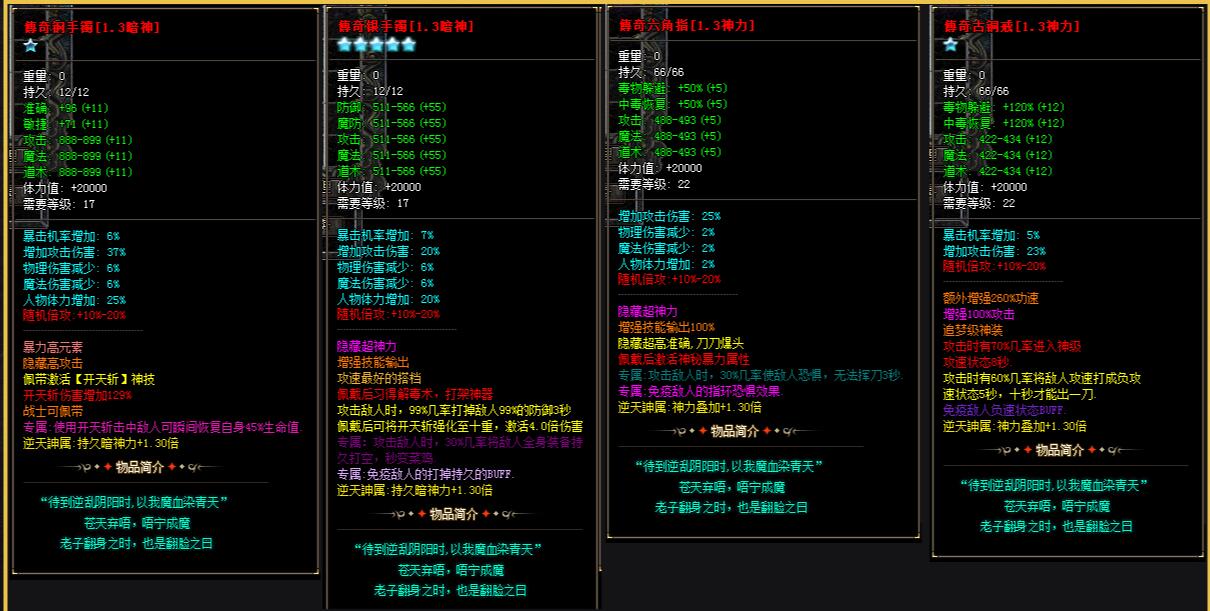 傳奇鋼手镯[1.3暗神]
重量: 0
持久: 12/12
准确: +96 (+11)
敏捷: +71 (+11)
攻击: 888-899 (+11)
魔法: 888-899 (+11)
道术: 888-899 (+11)
体力值: +20000
需要等级: 17
暴击机率增加: 6%
增加攻击伤害: 37%
物理伤害减少: 6%
魔法伤害减少: 6%
人物体力增加: 25%
随机倍攻:+10%-20%
暴力高元素
隐藏高攻击
佩带激活【开天斩】神技
开天斩伤害增加129%
战士可佩带
专属:使用开天斩击中敌人可瞬间恢复自身45%生命值.
逆天神属:持久暗神力+1.30倍
物品简介
“待到逆乱阴阳时,以我魔血染青天”
苍天弃唔，唔宁成魔
老子翻身之时，也是翻脸之日
傳奇银手镯[1.3暗神]
重量: 0
持久: 12/12
防御: 511-566 (+55)
魔防: 511-566 (+55)
攻击: 511-566 (+55)
魔法: 511-566 (+55)
道术: 511-566 (+55)
体力值: +20000
需要等级: 17
暴击机率增加: 7%
增加攻击伤害: 20%
物理伤害减少: 6%
魔法伤害减少: 6%
人物体力增加: 20%
随机倍攻:+10%-20%
隐藏超神力
增强技能输出
攻速最好的搭档
佩戴后习得解毒术，打架神器
攻击敌人时，99%几率打掉敌人99%的防御3秒
佩戴后可将开天斩强化至十重，激活4.0倍伤害
专属: 攻击敌人时，30%几率将敌人全身装备持
久打空，秒变菜鸡
专属:免疫敌人的打掉持久的BUFF.
逆天神属:持久暗神力+1.30倍
物品简介
“待到逆乱阴阳时,以我魔血染青天”
苍天弃唔，唔宁成魔
老子翻身之时，也是翻脸之日
傳奇六角指[1.3神力]
重量: 0
持久: 66/66
毒物躲避: +50% (+5)
中毒恢复: +50% (+5)
攻击: 488-493 (+5)
魔法: 488-493 (+5)
道术: 488-493 (+5)
体力值: +20000
需要等级: 22
增加攻击伤害: 25%
物理伤害减少: 2%
魔法伤害减少: 2%
人物体力增加: 2%
随机倍攻:+10%-20%
隐藏超神力
增强技能输出100%
隐藏超高准确,刀刀爆头
佩戴后激活神秘暴力属性
专属:攻击敌人时，30%几率使敌人恐惧，无法挥刀3秒.
专属:免疫敌人的指环恐惧效果.
逆天神属:神力叠加+1.30倍
物品简介
“待到逆乱阴阳时,以我魔血染青天”
苍天弃唔，唔宁成魔
老子翻身之时，也是翻脸之日
傳奇古銅戒[1.3神力]
重量: 0
持久: 66/66
毒物躲避: +120% (+12)
中毒恢复: +120% (+12)
攻击: 422-434 (+12)
魔法: 422-434 (+12)
道术: 422-434 (+12)
体力值: +20000
需要等级: 22
暴击机率增加: 5%
增加攻击伤害: 23%
随机倍攻:+10%-20%
额外增强260%功速
增强100%攻击
追梦级神装
攻击时有70%几率进入神级
攻速状态8秒.
攻击时有60%几率将敌人攻速打成负攻
速状态5秒，十秒才能出一刀.
免疫敌人负速状态BUFF.
逆天神属:神力叠加+1.30倍
物品简介
“待到逆乱阴阳时,以我魔血染青天”
苍天弃唔，唔宁成魔
老子翻身之时，也是翻脸之日